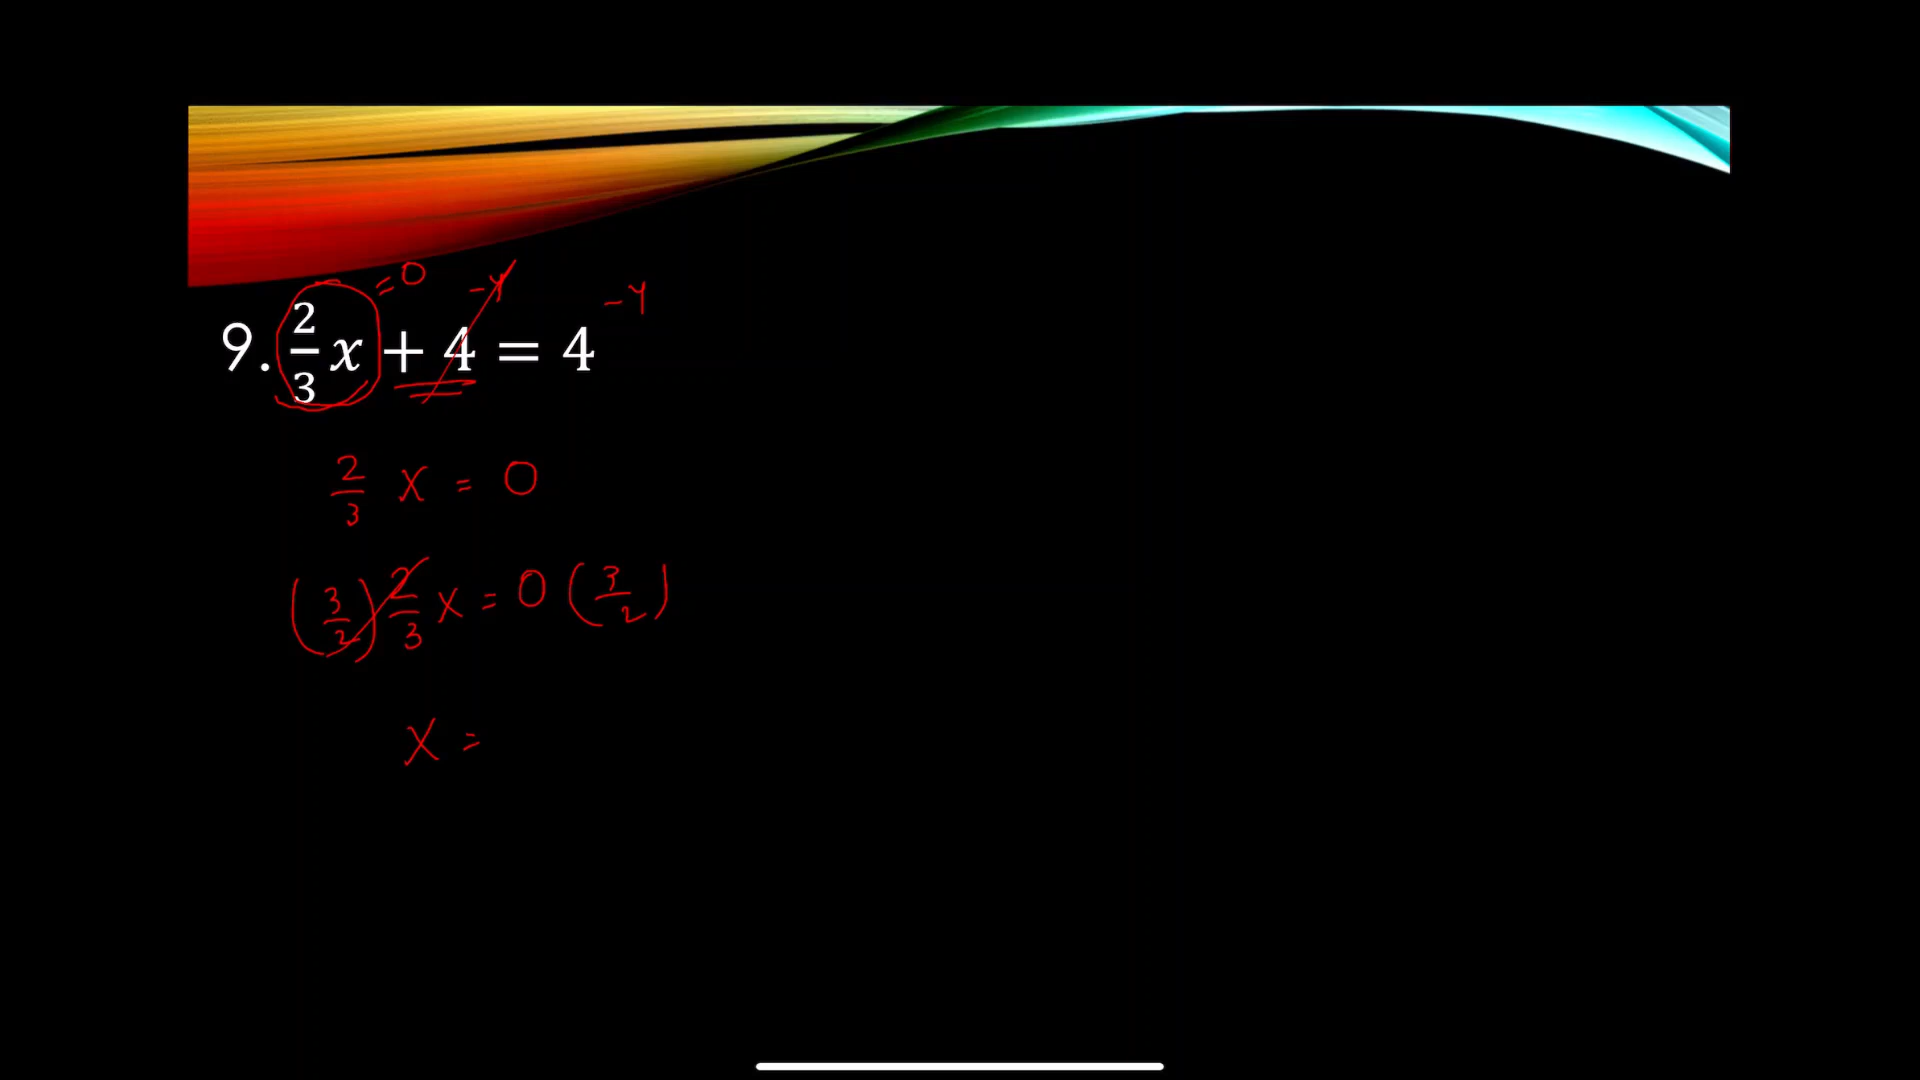 = 0 -4 -4
9. 2/3 x + 4 = 4
2/3 x = 0
(3/2) 2/3 x = 0 (3/2)
x =